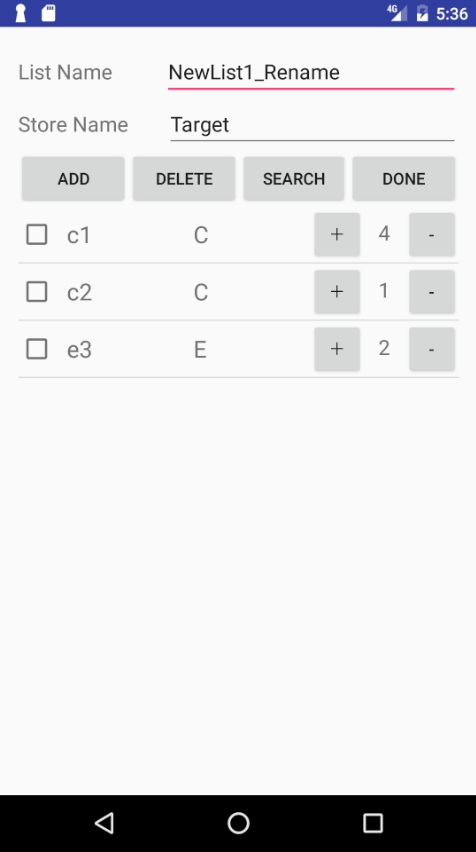 4G 5:36
List Name NewList1_Rename
Store Name Target
ADD DELETE SEARCH DONE
c1 C + 4 -
c2 C + 1 -
e3 E + 2 -